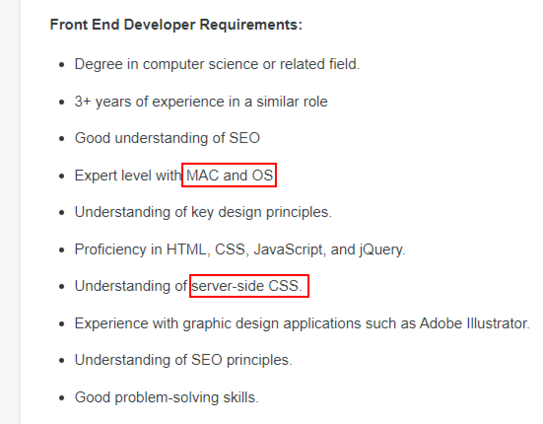 Front End Developer Requirements:
Degree in computer science or related field.
3+ years of experience in a similar role
Good understanding of SEO
Expert level with MAC and OS
Understanding of key design principles.
Proficiency in HTML, CSS, JavaScript, and jQuery.
Understanding of server-side CSS.
Experience with graphic design applications such as Adobe Illustrator.
Understanding of SEO principles.
Good problem-solving skills.